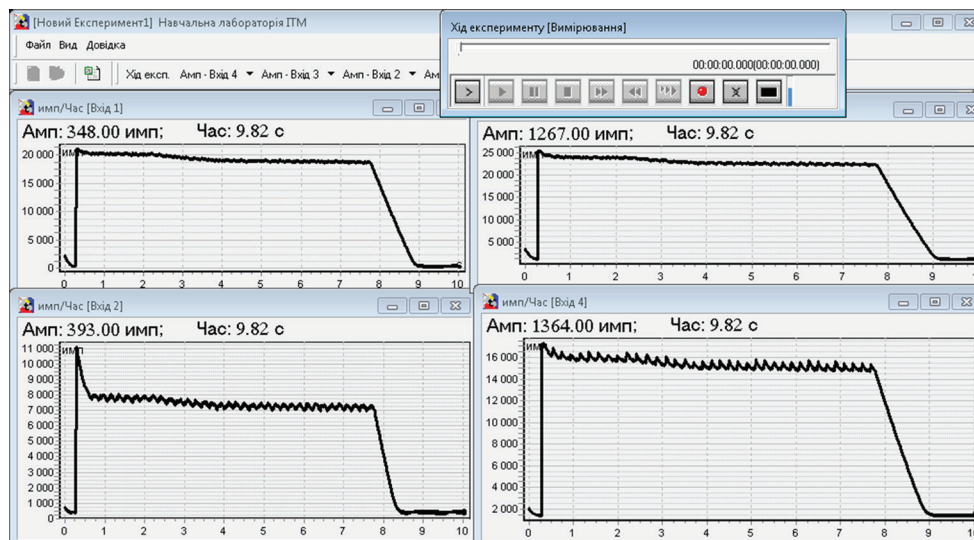 [Новий Експеримент1] Навчальна лабораторія ІТМ
Файл Вид Довідка
Хід експ. Амп - Вхід 4 Амп - Вхід 3 Амп - Вхід 2 Ам
Хід експерименту [Вимірювання]
00:00:00.000(00:00:00.000)
имп/Час [Вхід 1]
Амп: 348.00 имп; Час: 9.82 с
20 000
15 000
10 000
5 000
0
0 1 2 3 4 5 6 7 8 9 10
Амп: 1267.00 имп; Час: 9.82 с
25 000
20 000
15 000
10 000
5 000
0 1 2 3 4 5 6 7 8 9 1
имп/Час [Вхід 2]
Амп: 393.00 имп; Час: 9.82 с
11 000
имп
10 000
9 000
8 000
7 000
6 000
5 000
4 000
3 000
2 000
1 000
0
0 1 2 3 4 5 6 7 8 9 10
имп/Час [Вхід 4]
Амп: 1364.00 имп; Час: 9.82 с
16 000
14 000
12 000
10 000
8 000
6 000
4 000
2 000
0 1 2 3 4 5 6 7 8 9 10